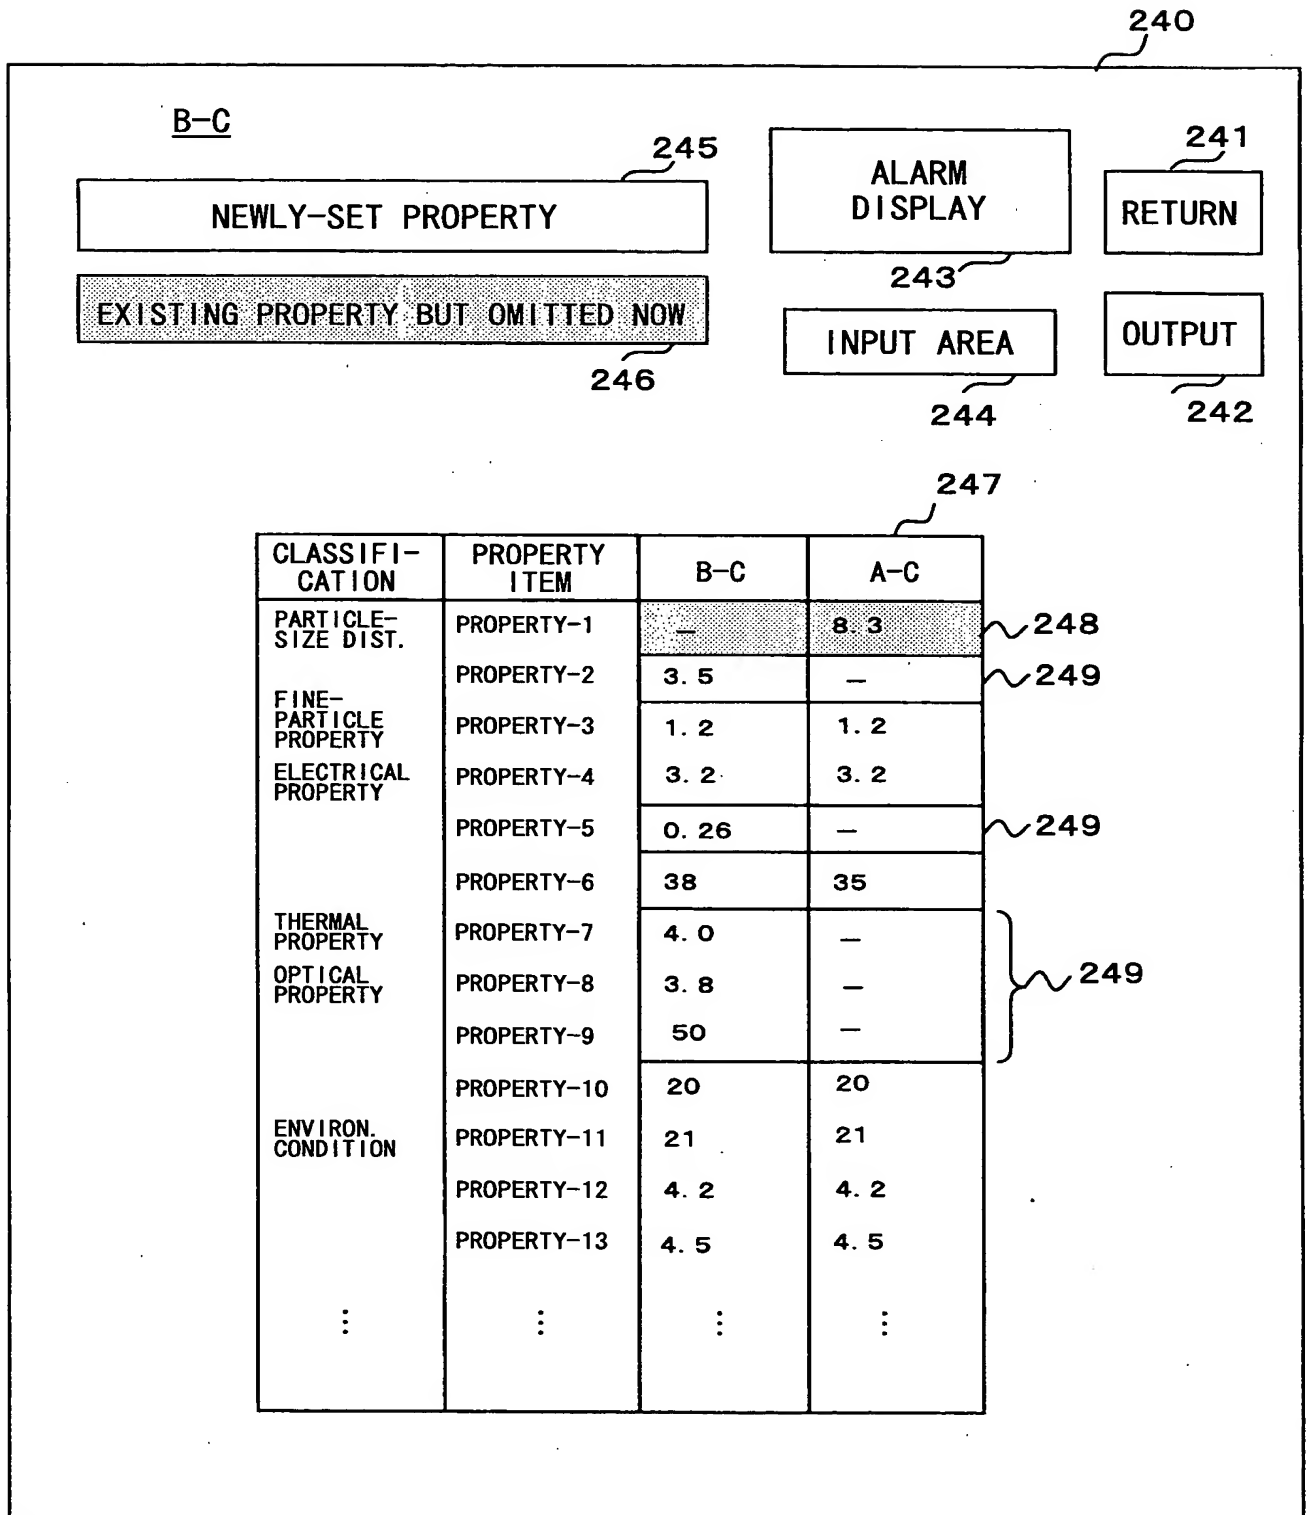 240
B-C
245
NEWLY-SET PROPERTY
ALARM
DISPLAY
243
241
RETURN
EXISTING PROPERTY BUT OMITTED NOW
246
INPUT AREA
244
OUTPUT
242
247
CLASSIFI-
CATION
PROPERTY
ITEM
B-C
A-C
PARTICLE-
SIZE DIST.
PROPERTY-1
—
8.3
248
PROPERTY-2
3.5
—
249
FINE-
PARTICLE
PROPERTY
PROPERTY-3
1.2
1.2
ELECTRICAL
PROPERTY
PROPERTY-4
3.2
3.2
PROPERTY-5
0.26
—
249
PROPERTY-6
38
35
THERMAL
PROPERTY
PROPERTY-7
4.0
—
OPTICAL
PROPERTY
PROPERTY-8
3.8
—
249
PROPERTY-9
50
—
PROPERTY-10
20
20
ENVIRON.
CONDITION
PROPERTY-11
21
21
PROPERTY-12
4.2
4.2
PROPERTY-13
4.5
4.5
⋮
⋮
⋮
⋮